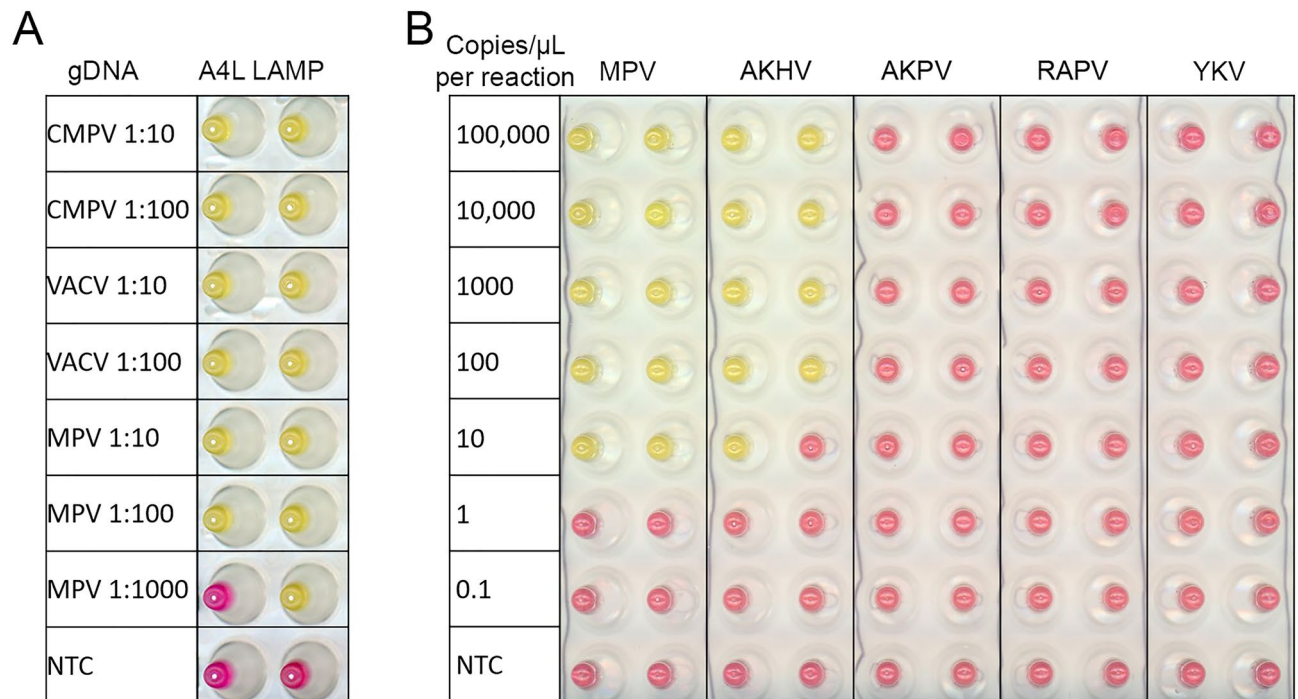 A
gDNA A4L LAMP
CMPV 1:10
CMPV 1:100
VACV 1:10
VACV 1:100
MPV 1:10
MPV 1:100
MPV 1:1000
NTC
B
Copies/µL
per reaction MPV AKHV AKPV RAPV YKV
100,000
10,000
1000
100
10
1
0.1
NTC